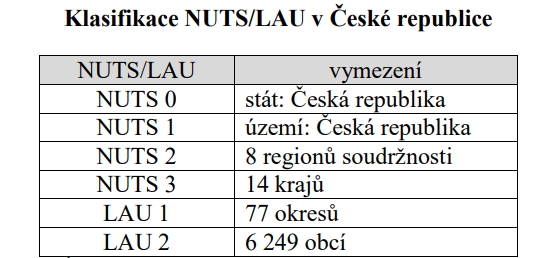 Klasifikace NUTS/LAU v České republice
NUTS/LAU vymezení
NUTS 0 stát: Česká republika
NUTS 1 území: Česká republika
NUTS 2 8 regionů soudržnosti
NUTS 3 14 krajů
LAU 1 77 okresů
LAU 2 6 249 obcí